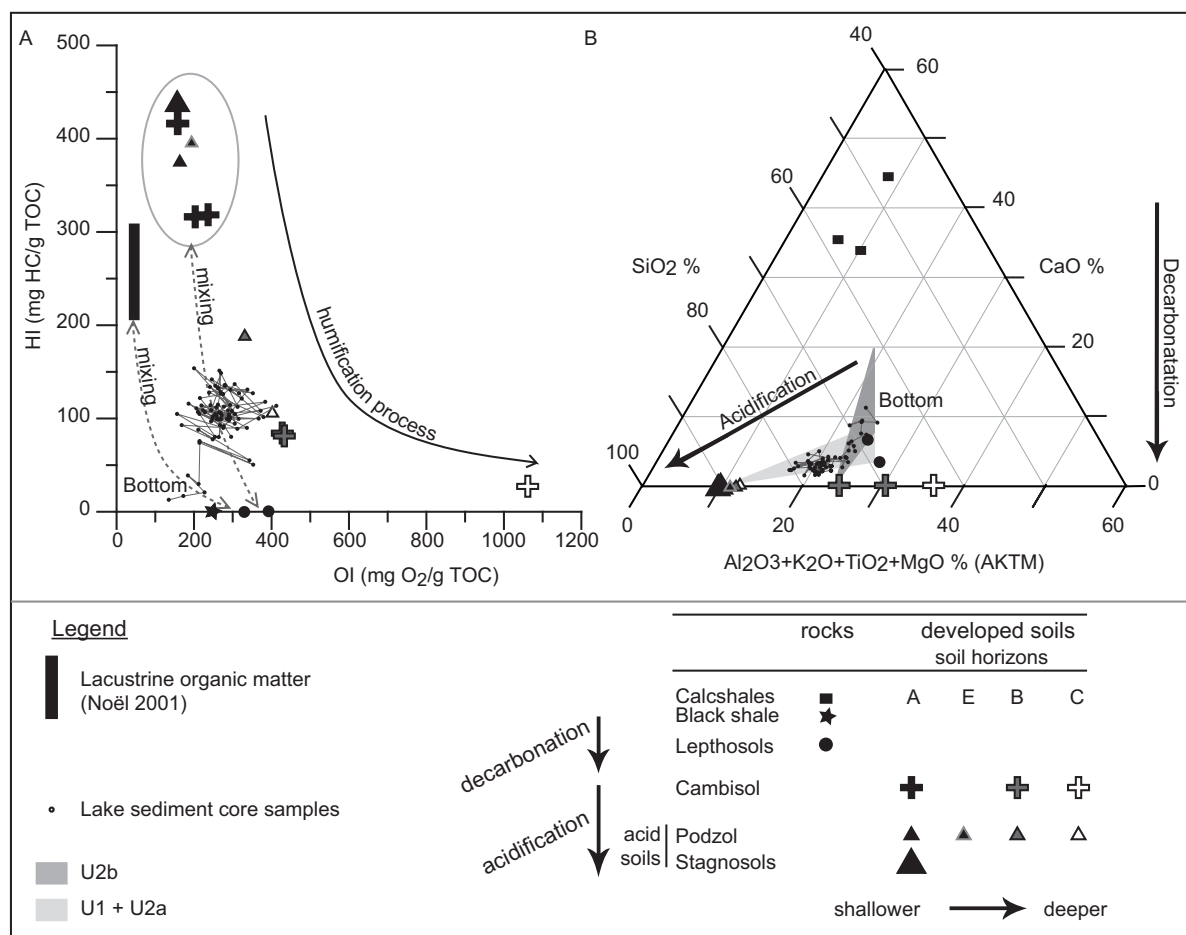 A
500
400
300
200
100
0
HI (mg HC/g TOC)
mixing
mixing
humification process
Bottom
0 200 400 600 800 1000 1200
OI (mg O2/g TOC)
B
40
60
60
40
SiO2 %
CaO %
80
20
Acidification
Bottom
100
0
0 20 40 60
Al2O3+K2O+TiO2+MgO % (AKTM)
Decarbonatation
Legend
Lacustrine organic matter
(Noël 2001)
Lake sediment core samples
U2b
U1 + U2a
decarbonation
acidification
rocks developed soils
soil horizons
Calcshales A E B C
Black shale
Lepthosols
Cambisol
acid
soils
Podzol
Stagnosols
shallower deeper